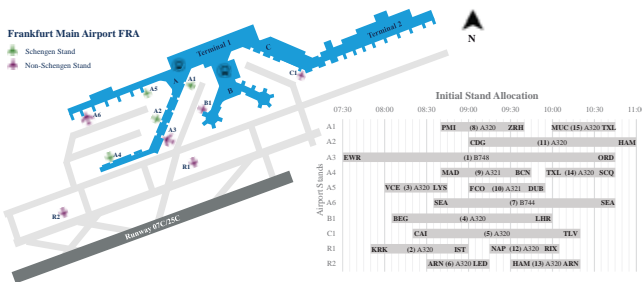 Frankfurt Main Airport FRA
Schengen Stand
Non-Schengen Stand
Terminal 1
Terminal 2
A
B
C
N
A1
A2
A3
A4
A5
A6
B1
C1
R1
R2
Runway 07C/25C
Initial Stand Allocation
07:30 08:00 08:30 09:00 09:30 10:00 10:30 11:00
Airport Stands
A1 PMI (8) A320 ZRH MUC (15) A320 TXL
A2 CDG (11) A320 HAM
A3 EWR (1) B748 ORD
A4 MAD (9) A321 BCN TXL (14) A320 SCQ
A5 VCE (3) A320 LYS FCO (10) A321 DUB
A6 SEA (7) B744 SEA
B1 BEG (4) A320 LHR
C1 CAI (5) A320 TLV
R1 KRK (2) A320 IST NAP (12) A320 RIX
R2 ARN (6) A320 LED HAM (13) A320 ARN